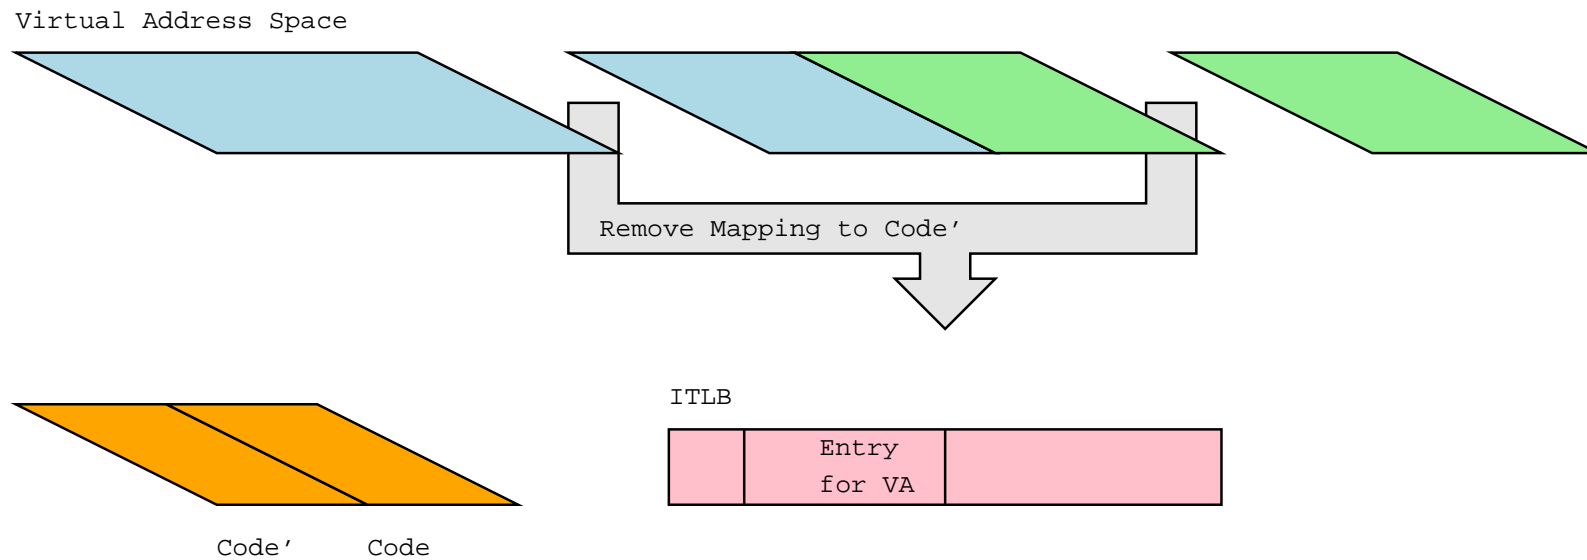 Virtual Address Space
Remove Mapping to Code’
ITLB
Entry
for VA
Code’ Code